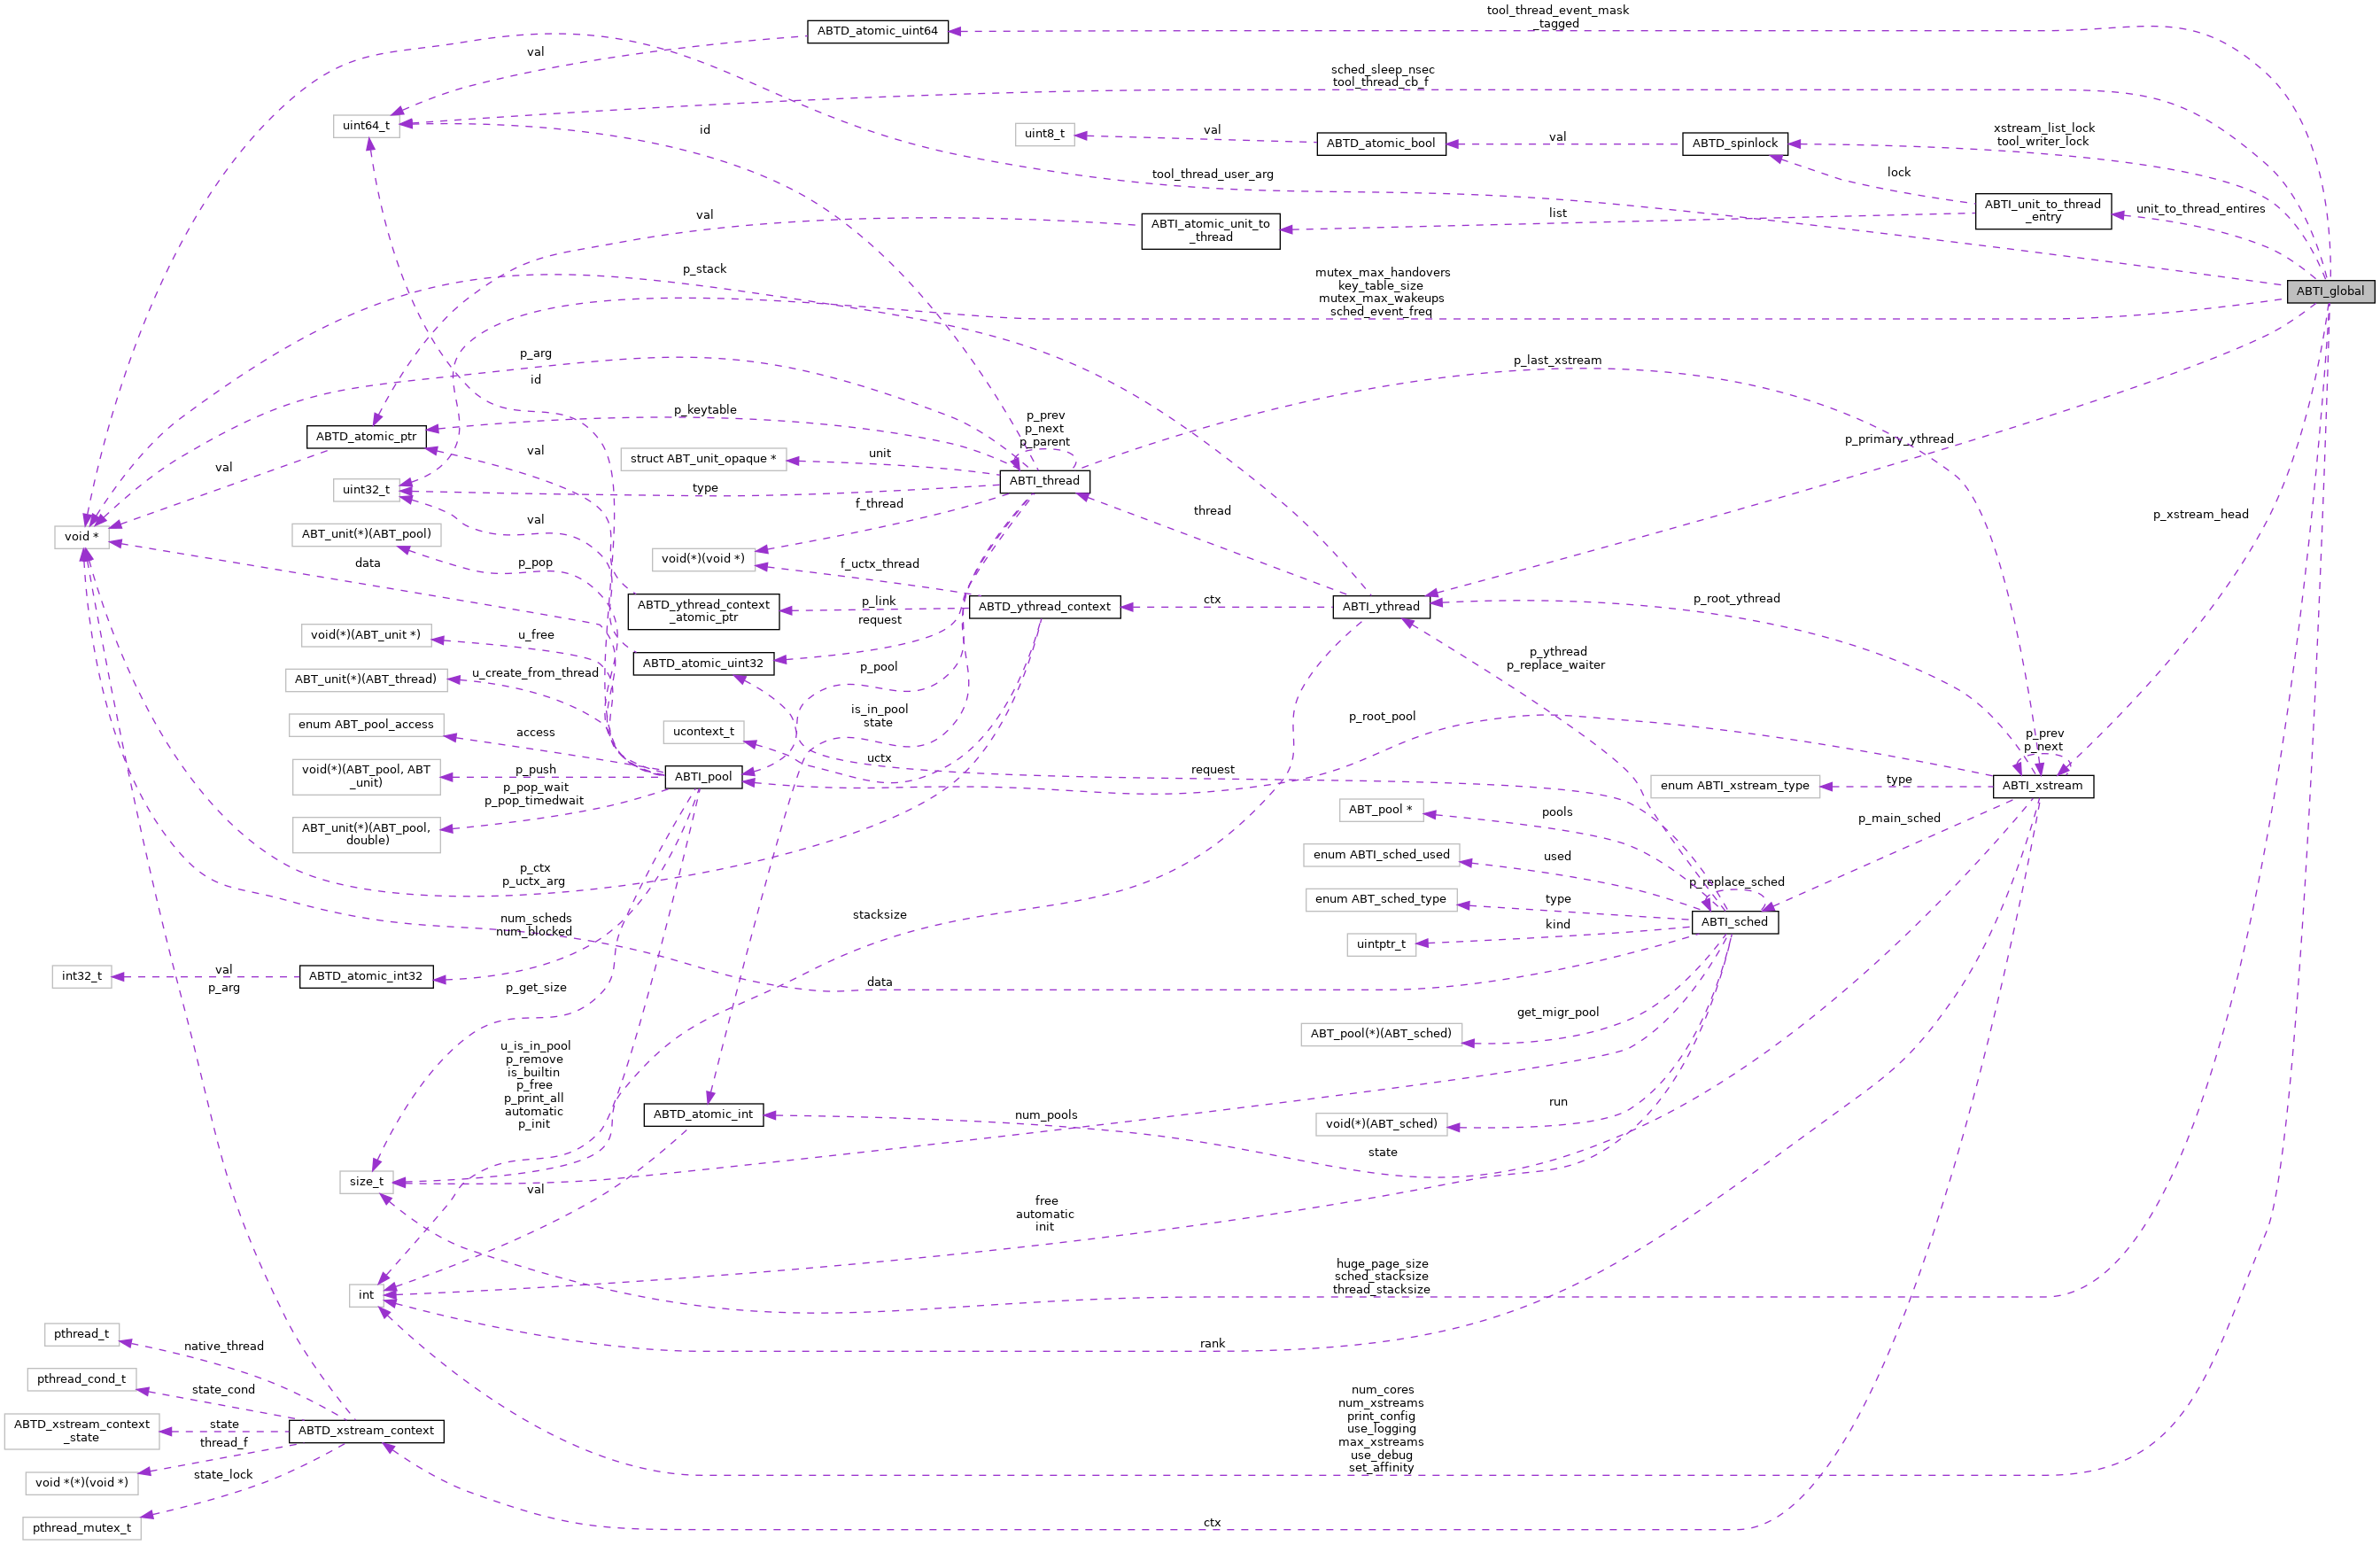 tool_thread_event_mask
_tagged
ABTD_atomic_uint64
val
sched_sleep_nsec
tool_thread_cb_f
uint64_t
id
uint8_t
val
ABTD_atomic_bool
val
ABTD_spinlock
xstream_list_lock
tool_writer_lock
tool_thread_user_arg
lock
val
ABTI_atomic_unit_to
_thread
list
ABTI_unit_to_thread
_entry
unit_to_thread_entires
p_stack
mutex_max_handovers
key_table_size
mutex_max_wakeups
sched_event_freq
ABTI_global
p_arg
id
p_last_xstream
p_keytable
p_prev
p_next
p_parent
ABTD_atomic_ptr
val
val
struct ABT_unit_opaque *
unit
ABTI_thread
p_primary_ythread
uint32_t
type
f_thread
val
thread
p_xstream_head
void *
ABT_unit(*)(ABT_pool)
data
p_pop
void(*)(void *)
f_uctx_thread
ABTD_ythread_context
_atomic_ptr
p_link
request
ABTD_ythread_context
ctx
ABTI_ythread
p_root_ythread
void(*)(ABT_unit *)
u_free
ABTD_atomic_uint32
p_ythread
p_replace_waiter
ABT_unit(*)(ABT_thread)
u_create_from_thread
p_pool
enum ABT_pool_access
access
ucontext_t
is_in_pool
state
p_root_pool
p_prev
p_next
void(*)(ABT_pool, ABT
_unit)
p_push
ABTI_pool
uctx
request
enum ABTI_xstream_type
type
ABTI_xstream
p_pop_wait
p_pop_timedwait
ABT_unit(*)(ABT_pool,
double)
ABT_pool *
pools
p_main_sched
enum ABTI_sched_used
used
p_ctx
p_uctx_arg
p_replace_sched
enum ABT_sched_type
type
num_scheds
num_blocked
stacksize
kind
ABTI_sched
uintptr_t
int32_t
val
p_arg
ABTD_atomic_int32
p_get_size
data
ABT_pool(*)(ABT_sched)
get_migr_pool
u_is_in_pool
p_remove
is_builtin
p_free
p_print_all
automatic
p_init
ABTD_atomic_int
num_pools
void(*)(ABT_sched)
run
state
size_t
val
free
automatic
init
int
huge_page_size
sched_stacksize
thread_stacksize
pthread_t
native_thread
rank
pthread_cond_t
state_cond
num_cores
num_xstreams
print_config
use_logging
max_xstreams
use_debug
set_affinity
ABTD_xstream_context
_state
state
ABTD_xstream_context
thread_f
void *(*)(void *)
state_lock
pthread_mutex_t
ctx